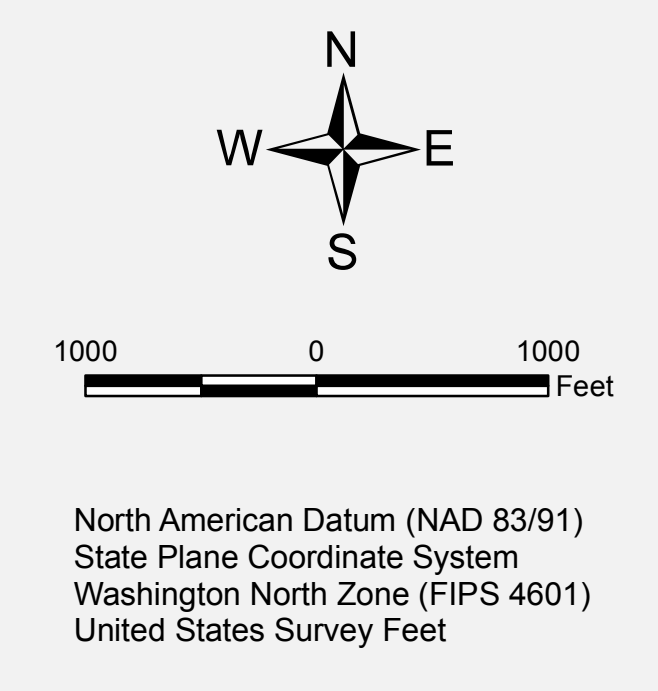 N
W E
S
1000 0 1000
Feet
North American Datum (NAD 83/91)
State Plane Coordinate System
Washington North Zone (FIPS 4601)
United States Survey Feet